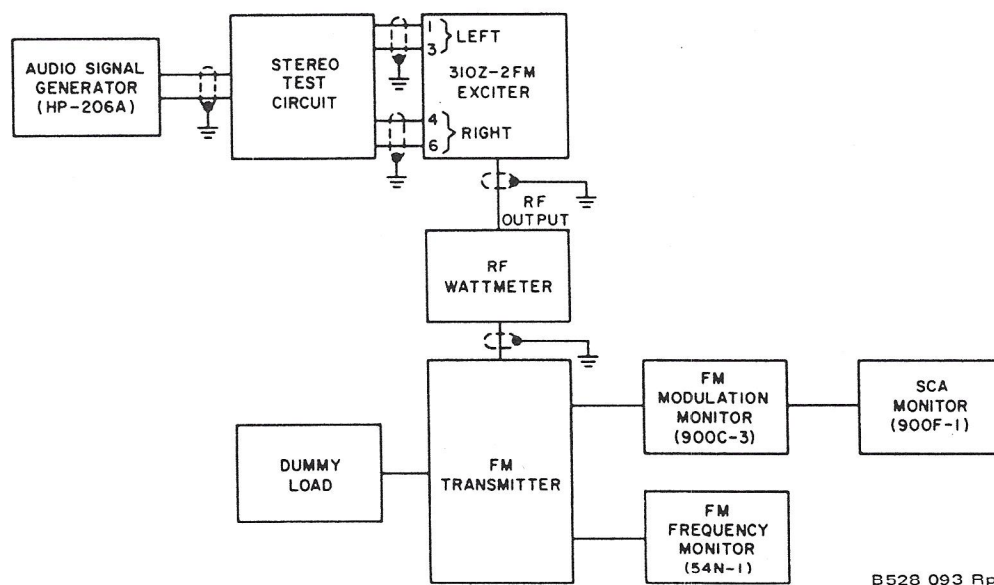 AUDIO SIGNAL
GENERATOR
(HP-206A)
STEREO
TEST
CIRCUIT
1
3
LEFT
310Z-2FM
EXCITER
4
6
RIGHT
RF
OUTPUT
RF
WATTMETER
FM
TRANSMITTER
DUMMY
LOAD
FM
MODULATION
MONITOR
(900C-3)
SCA
MONITOR
(900F-1)
FM
FREQUENCY
MONITOR
(54N-1)
B528 093 Rp